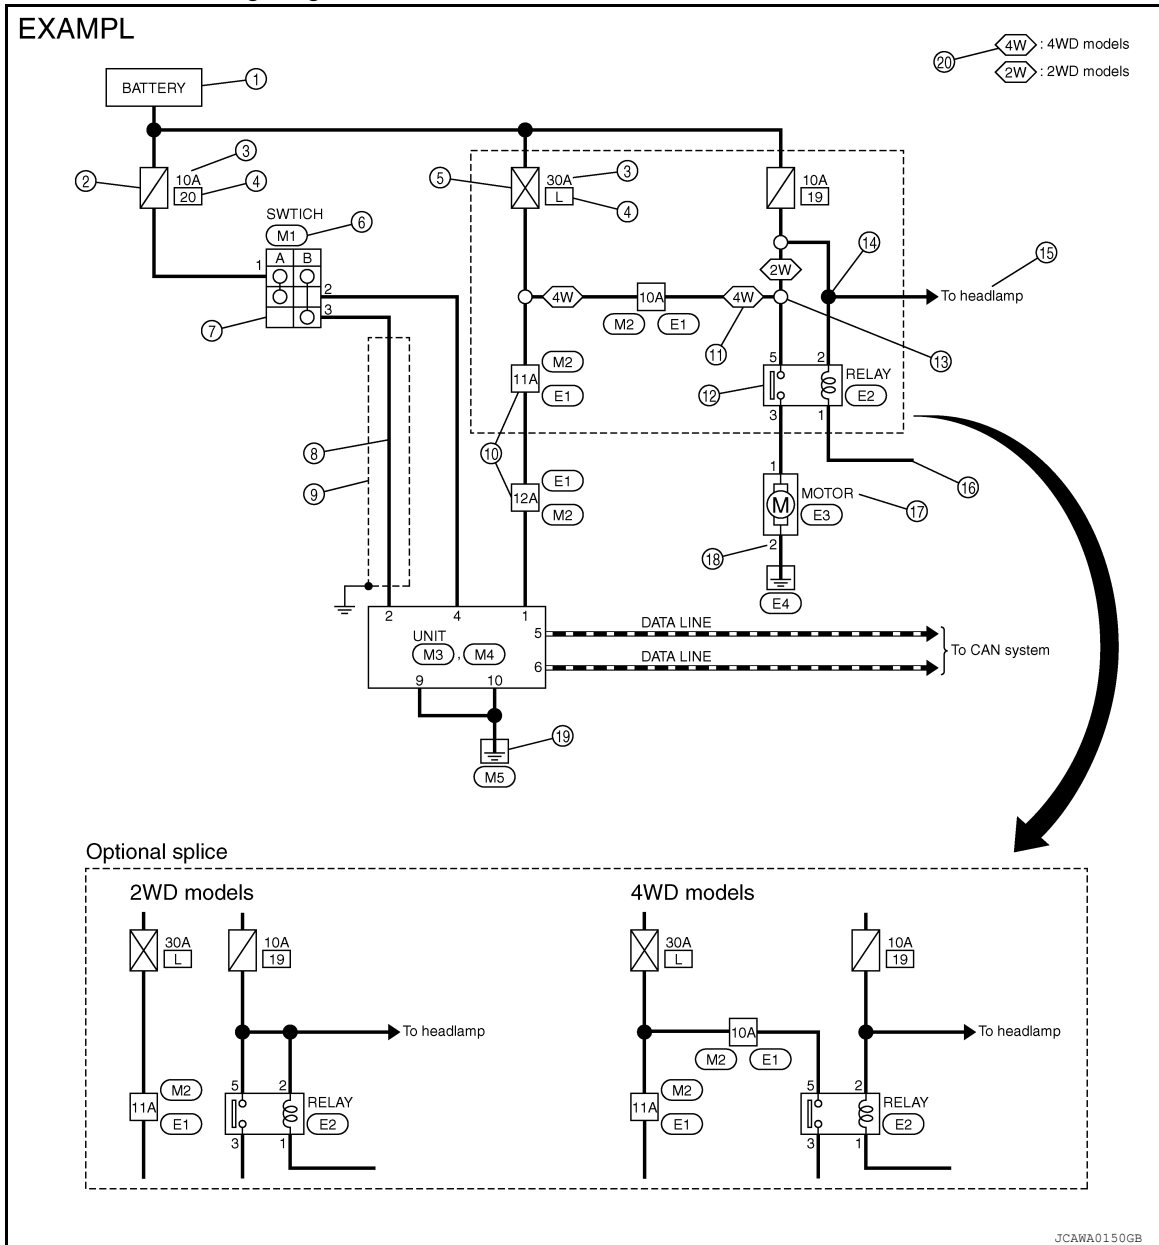 EXAMPL
4W : 4WD models
20
2W : 2WD models
BATTERY
1
3
2
10A
4
20
5
30A
3
L
4
10A
19
SWTICH
M1
6
A B
1
2
3
7
14
15
2W
4W
10A
4W
To headlamp
M2
E1
11
13
M2
11A
E1
5
2
12
RELAY
E2
3
1
8
10
9
E1
12A
M2
1
16
MOTOR
M
E3
17
18
2
E4
2
4
1
UNIT
M3 , M4
5
DATA LINE
6
DATA LINE
To CAN system
9
10
19
M5
Optional splice
2WD models
30A
L
10A
19
To headlamp
M2
11A
E1
5
2
RELAY
E2
3
1
4WD models
30A
L
10A
19
10A
To headlamp
M2
E1
M2
11A
E1
5
2
RELAY
E2
3
1
JCAWA0150GB